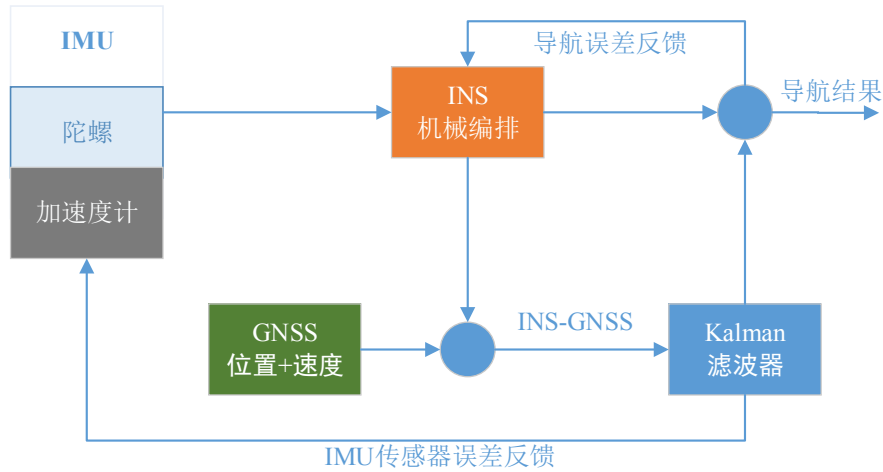 IMU
陀螺
加速度计
导航误差反馈
INS
机械编排
导航结果
GNSS
位置+速度
INS-GNSS
Kalman
滤波器
IMU传感器误差反馈